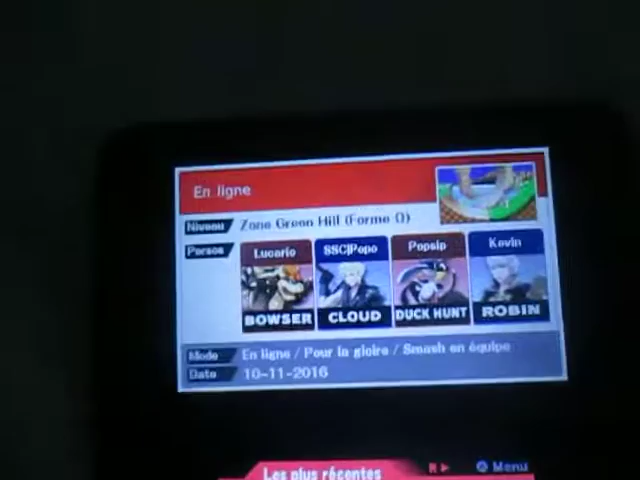 En ligne
Niveau Zone Green Hill (Forme Ω)
Persos Lucario SSC|Popo Popsip Kevin
BOWSER CLOUD DUCK HUNT ROBIN
Mode En ligne / Pour la gloire / Smash en équipe
Date 10-11-2016
Les plus récentes R Menu